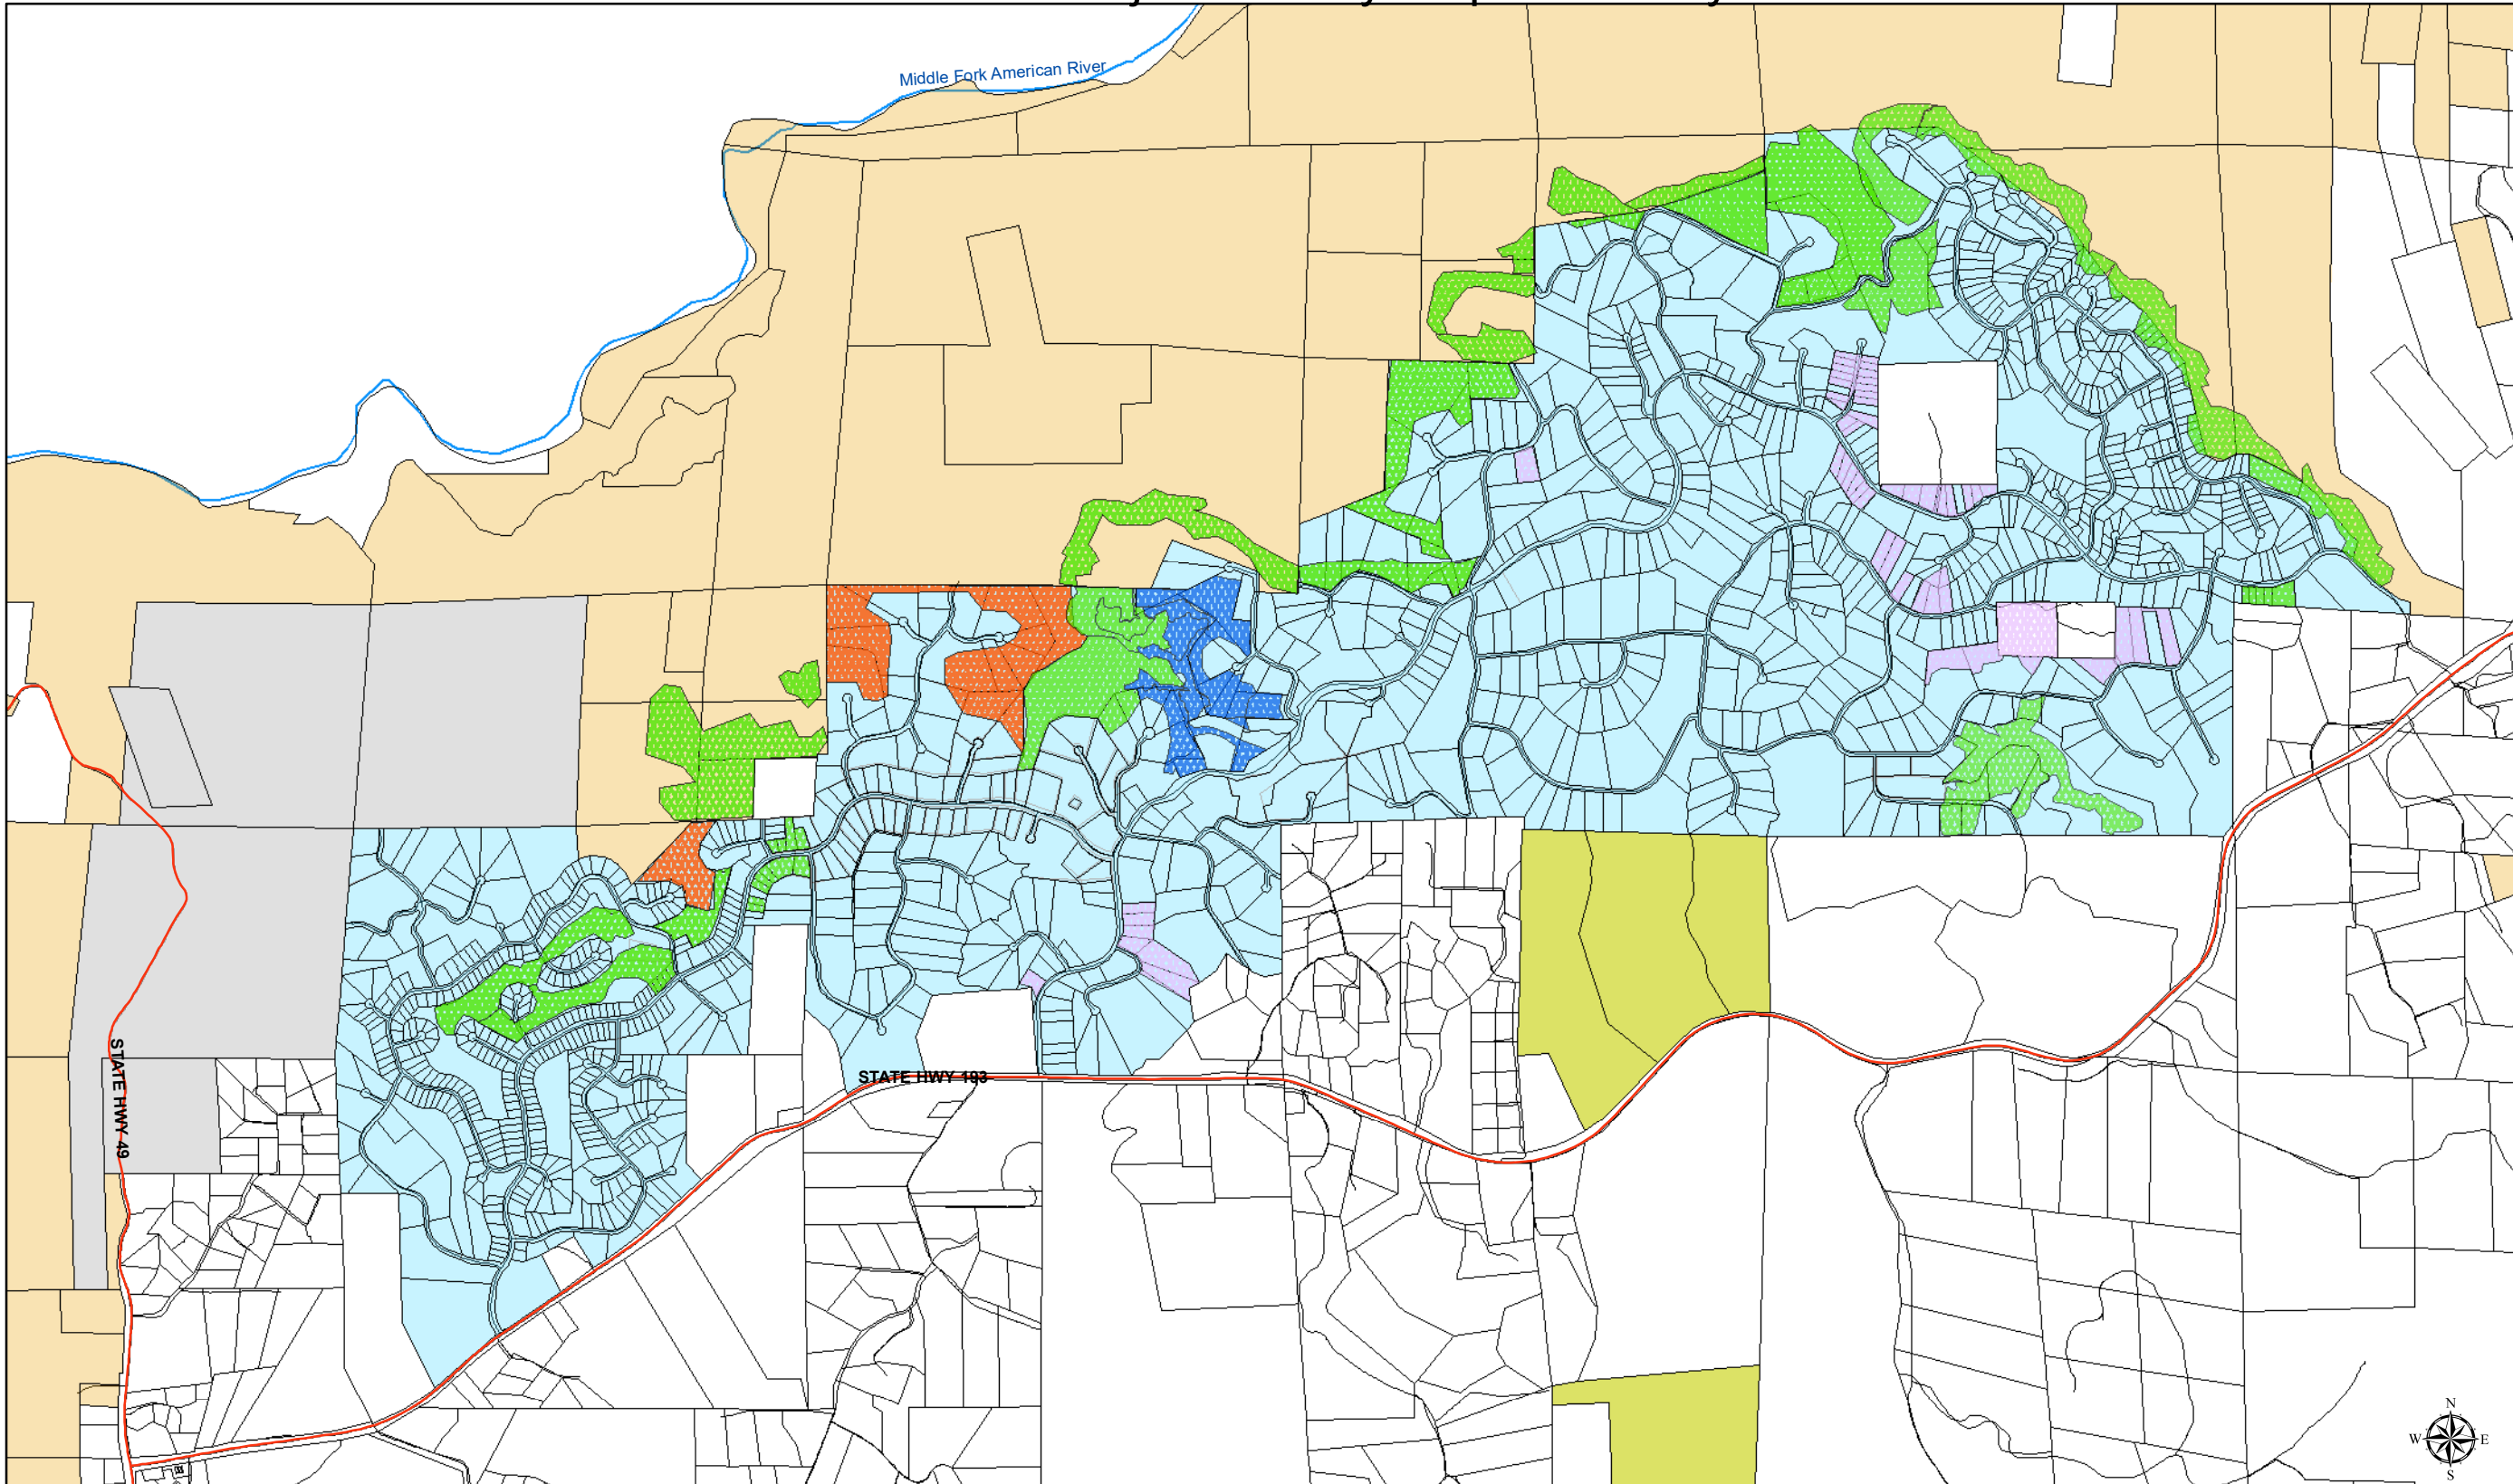 Middle Fork American River
STATE HWY 49
STATE HWY 193
N
W E
S